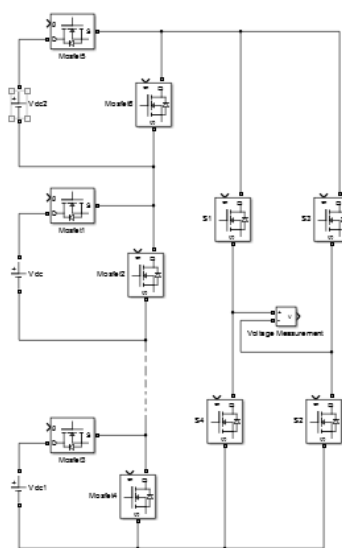 Mosfet5
Vdc2
Mosfet6
Mosfet1
S1
S3
Vdc
Mosfet2
Voltage Measurement
S4
S2
Mosfet3
Vdc1
Mosfet4